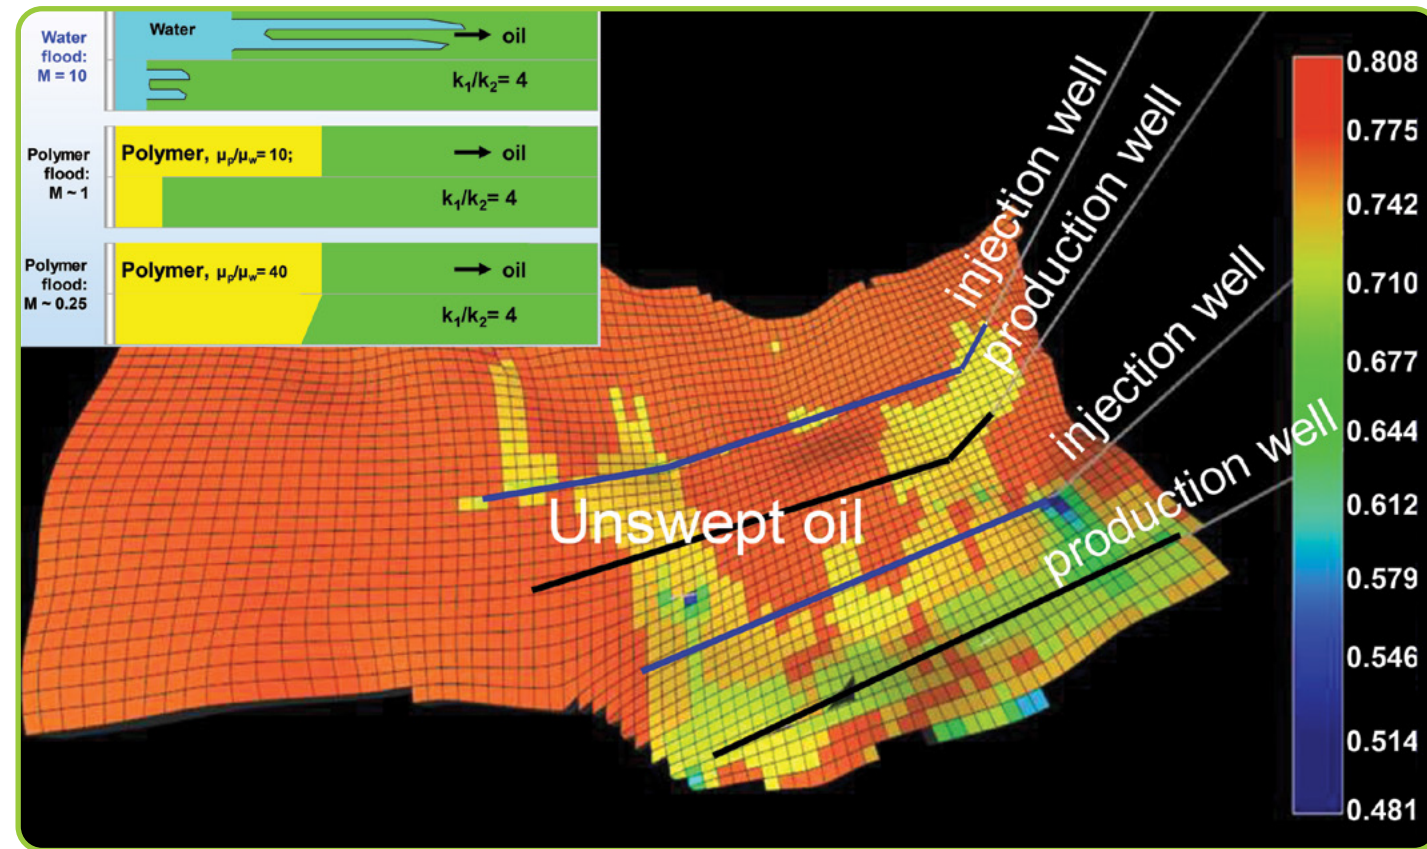 Water
flood:
M = 10
Water
oil
k₁/k₂= 4
Polymer
flood:
M ~ 1
Polymer, μₚ/μw= 10;
oil
k₁/k₂= 4
Polymer
flood:
M ~ 0.25
Polymer, μₚ/μw= 40
oil
k₁/k₂= 4
injection well
production well
injection well
production well
Unswept oil
0.808
0.775
0.742
0.710
0.677
0.644
0.612
0.579
0.546
0.514
0.481